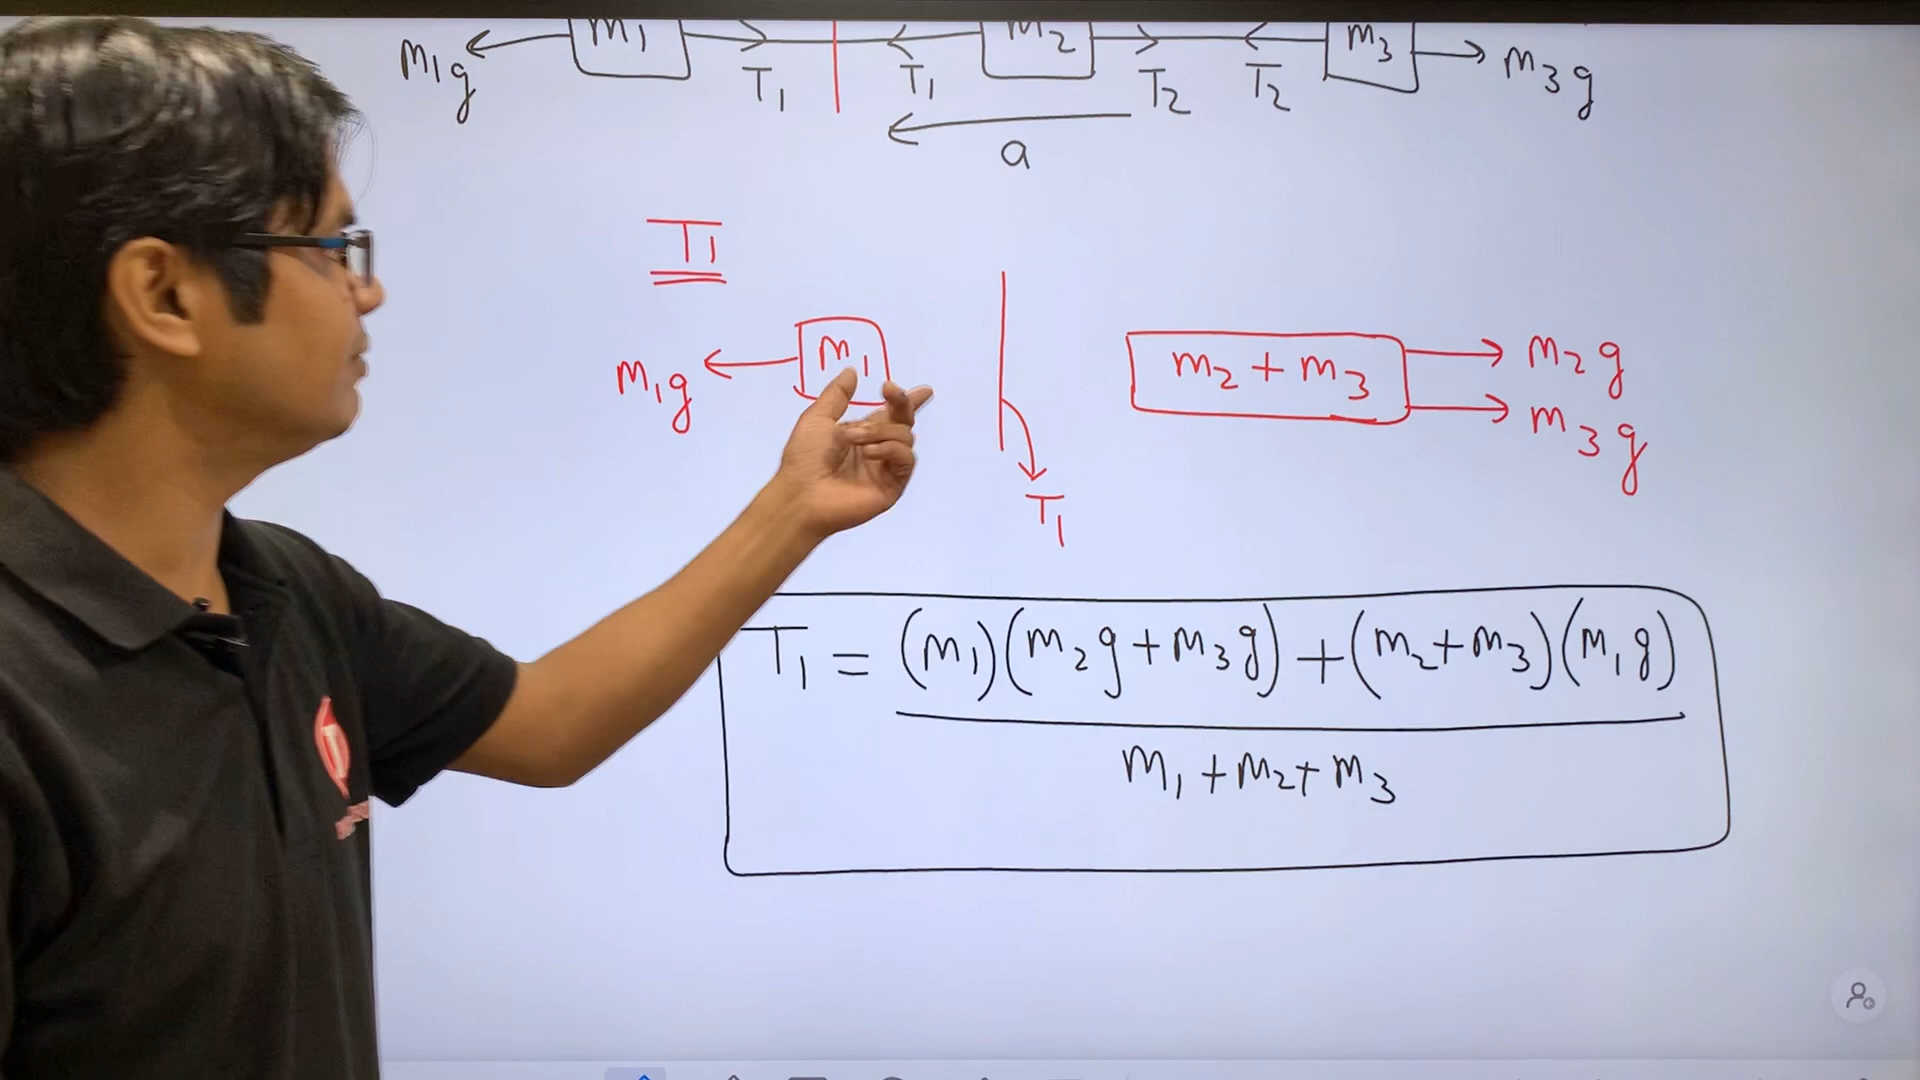 m₁g m₁ T₁ T₁ m₂ T₂ T₂ m₃ m₃g
a
T₁
m₁g m₁ m₂ + m₃ m₂g
m₃g
T₁
T₁ = (m₁)(m₂g + m₃g) + (m₂+m₃)(m₁g)
m₁ + m₂ + m₃